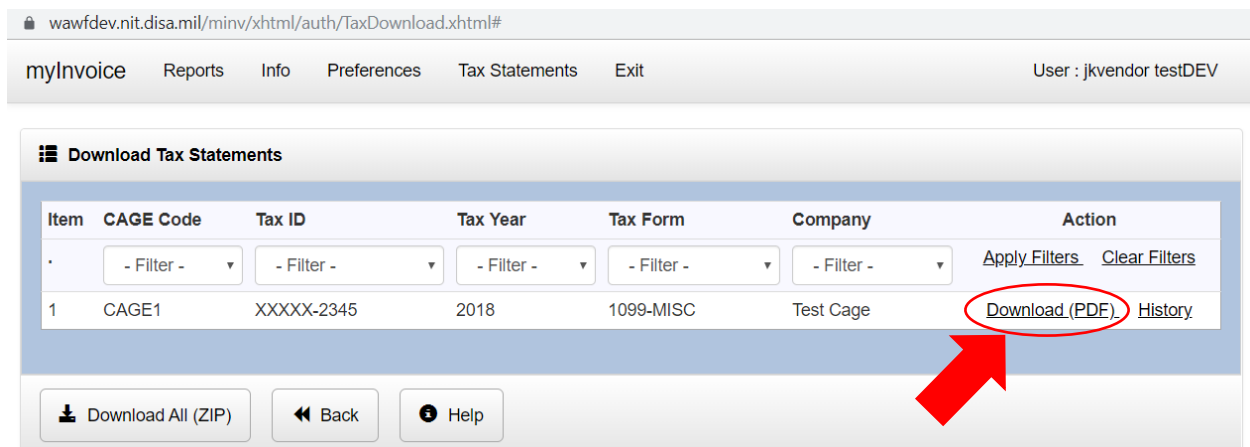 wawfdev.nit.disa.mil/minv/xhtml/auth/TaxDownload.xhtml#
myInvoice Reports Info Preferences Tax Statements Exit User : jkvendor testDEV
Download Tax Statements
Item CAGE Code Tax ID Tax Year Tax Form Company Action
. - Filter - - Filter - - Filter - - Filter - - Filter - Apply Filters Clear Filters
1 CAGE1 XXXXX-2345 2018 1099-MISC Test Cage Download (PDF) History
Download All (ZIP) Back Help